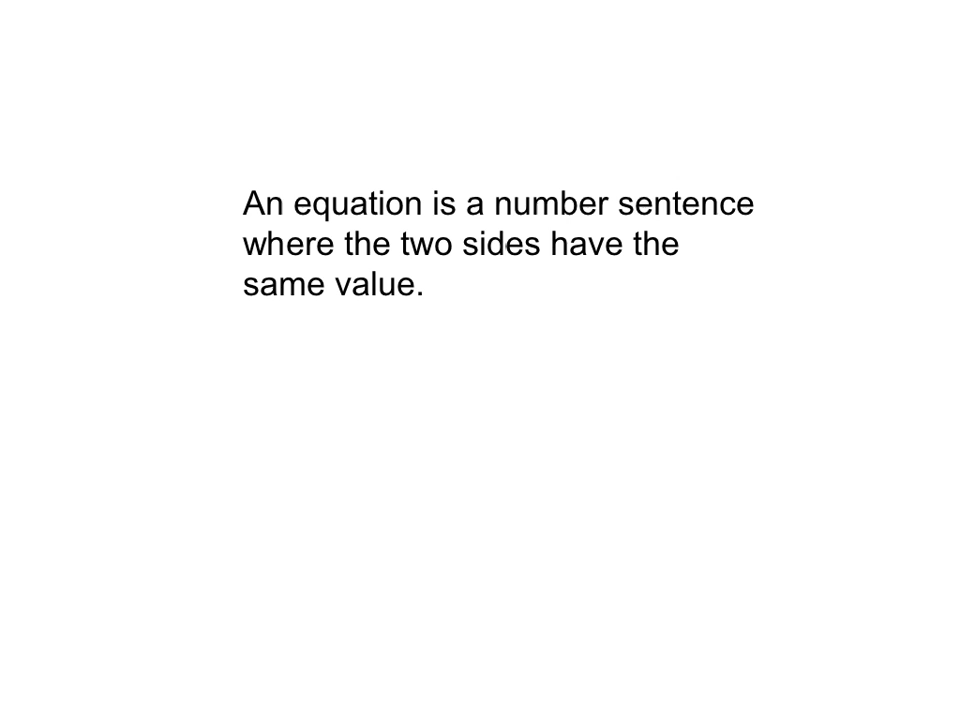 An equation is a number sentence
where the two sides have the
same value.